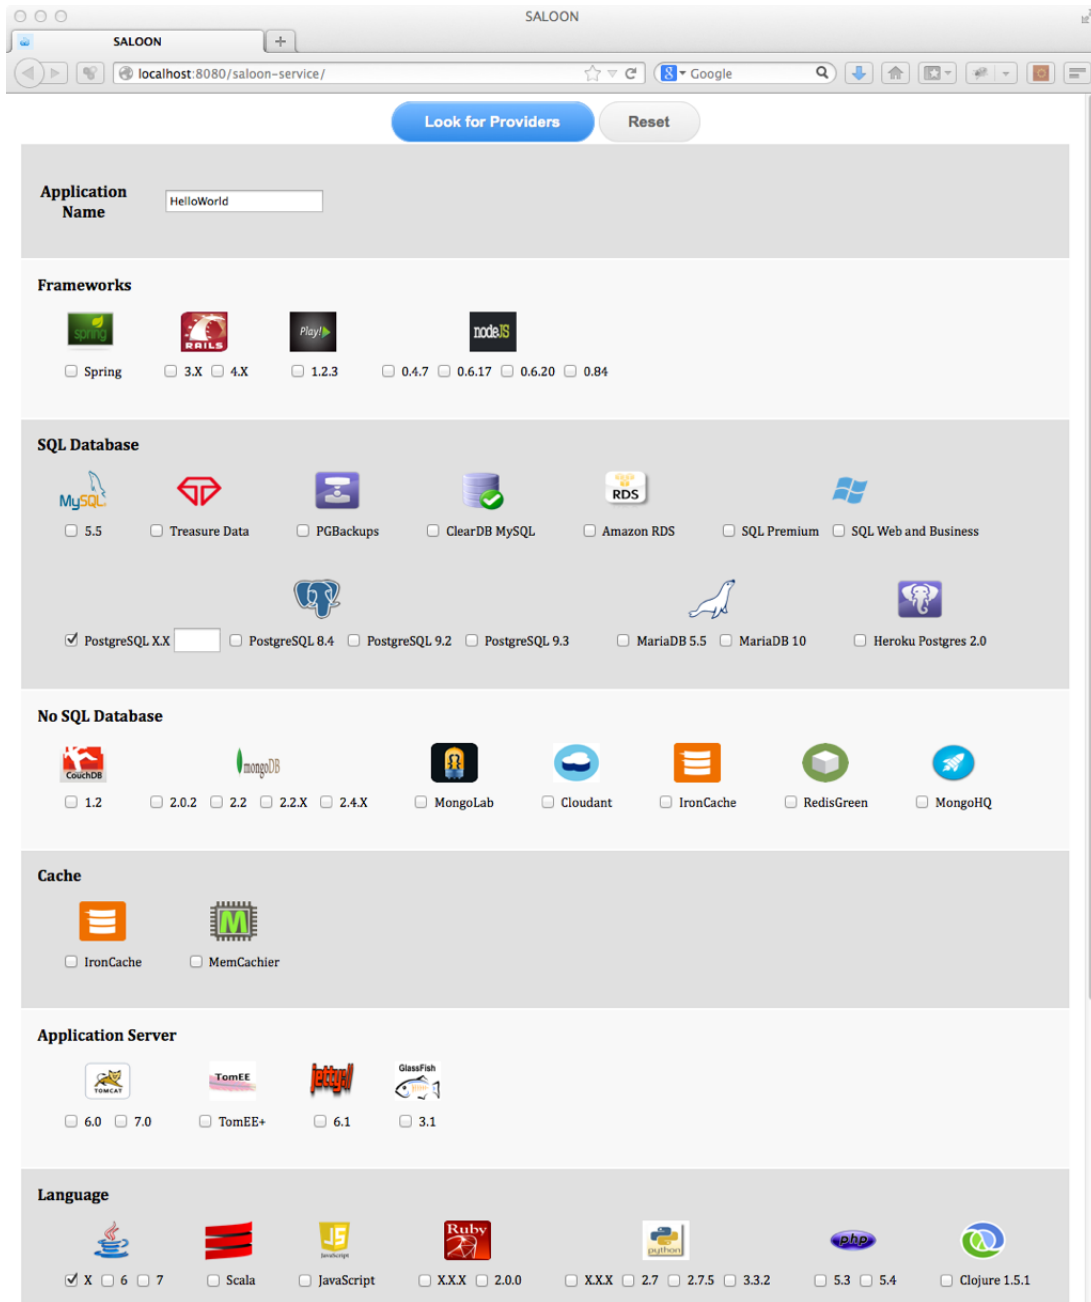 SALOON
SALOON
localhost:8080/saloon-service/
8 Google
Look for Providers Reset
Application
Name
HelloWorld
Frameworks
spring RAILS Play! nodeJS
Spring 3.X 4.X 1.2.3 0.4.7 0.6.17 0.6.20 0.84
SQL Database
MySQL RDS
5.5 Treasure Data PGBackups ClearDB MySQL Amazon RDS SQL Premium SQL Web and Business
PostgreSQL X.X PostgreSQL 8.4 PostgreSQL 9.2 PostgreSQL 9.3 MariaDB 5.5 MariaDB 10 Heroku Postgres 2.0
No SQL Database
CouchDB mongoDB
1.2 2.0.2 2.2 2.2.X 2.4.X MongoLab Cloudant IronCache RedisGreen MongoHQ
Cache
M
IronCache MemCachier
Application Server
TOMCAT TomEE jetty:// GlassFish
6.0 7.0 TomEE+ 6.1 3.1
Language
JS JavaScript Ruby python php
X 6 7 Scala JavaScript X.X.X 2.0.0 X.X.X 2.7 2.7.5 3.3.2 5.3 5.4 Clojure 1.5.1